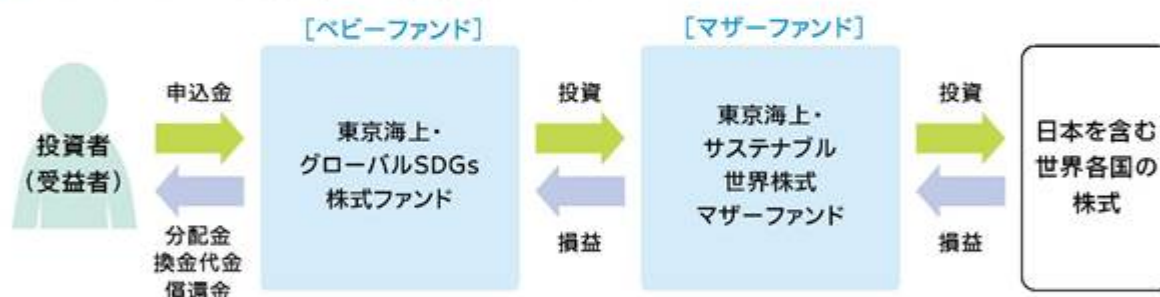 [ベビーファンド]
[マザーファンド]
投資者
(受益者)
申込金
分配金
換金代金
償還金
東京海上・
グローバルSDGs
株式ファンド
投資
損益
東京海上・
サステナブル
世界株式
マザーファンド
投資
損益
日本を含む
世界各国の
株式